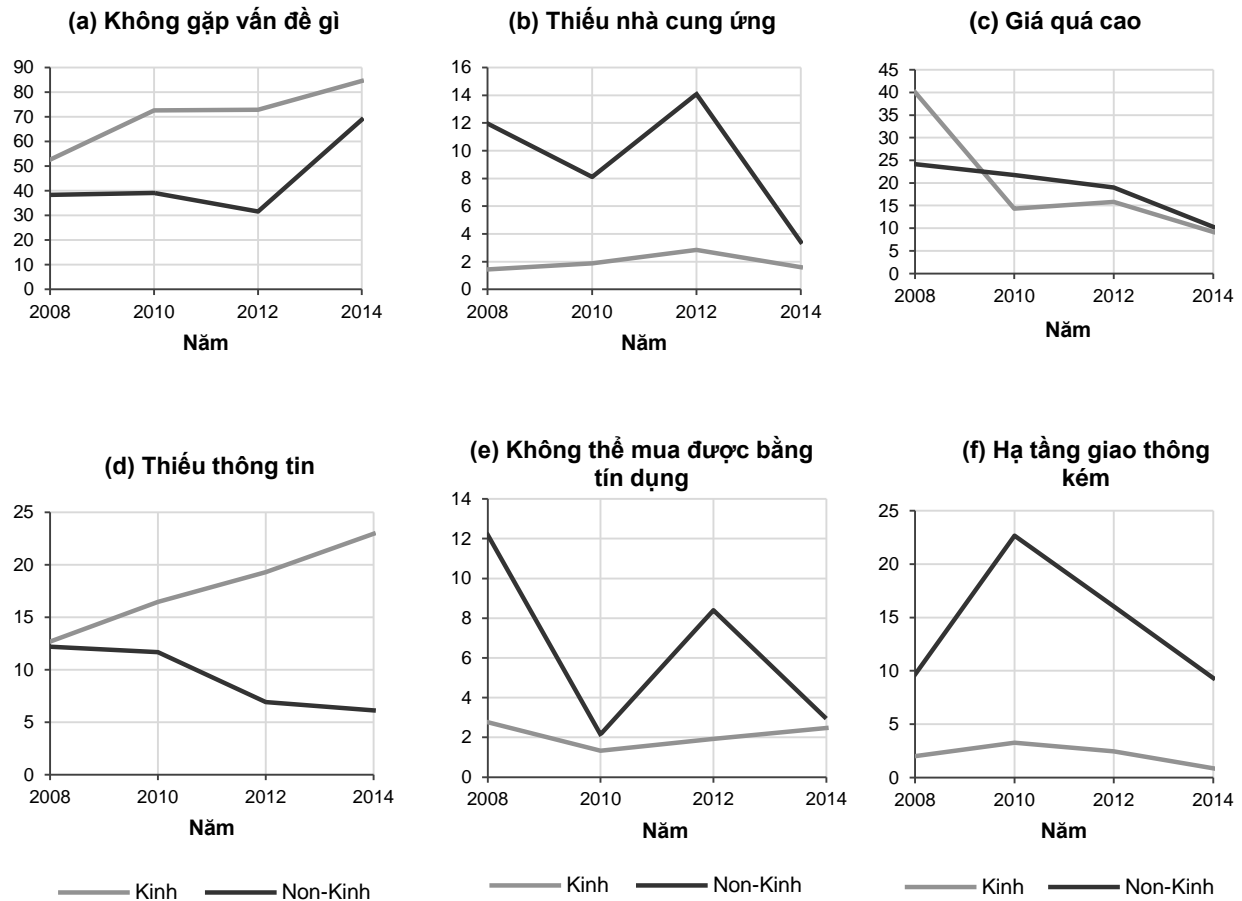 (a) Không gặp vấn đề gì
90
80
70
60
50
40
30
20
10
0
2008 2010 2012 2014
Năm
(b) Thiếu nhà cung ứng
16
14
12
10
8
6
4
2
0
2008 2010 2012 2014
Năm
(c) Giá quá cao
45
40
35
30
25
20
15
10
5
0
2008 2010 2012 2014
Năm
(d) Thiếu thông tin
25
20
15
10
5
0
2008 2010 2012 2014
Năm
Kinh Non-Kinh
(e) Không thể mua được bằng
tín dụng
14
12
10
8
6
4
2
0
2008 2010 2012 2014
Năm
Kinh Non-Kinh
(f) Hạ tầng giao thông
kém
25
20
15
10
5
0
2008 2010 2012 2014
Năm
Kinh Non-Kinh